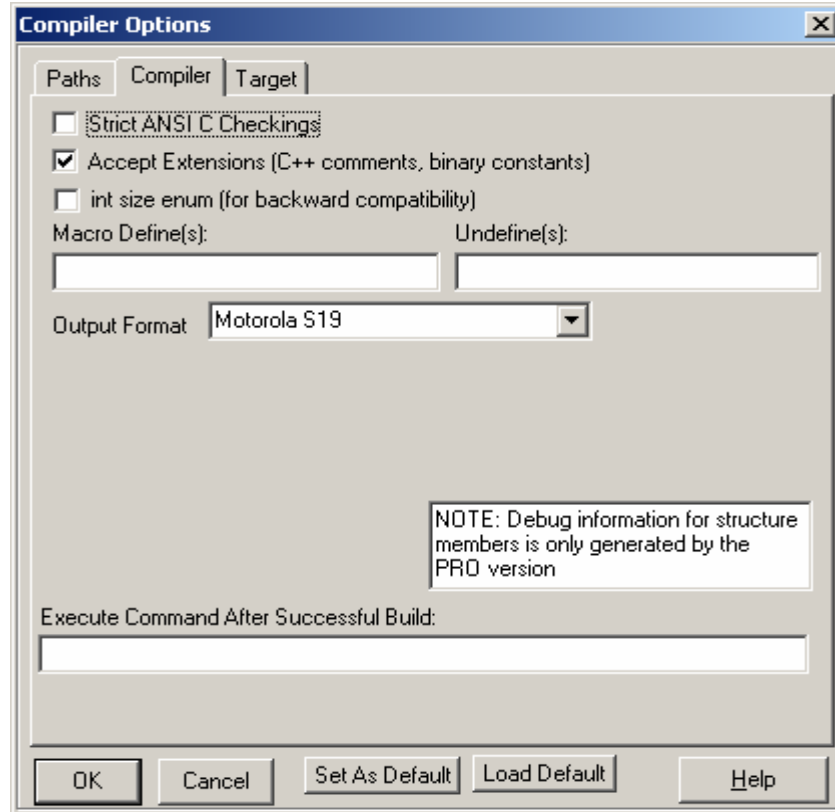 Compiler Options
Paths Compiler Target
Strict ANSI C Checkings
Accept Extensions (C++ comments, binary constants)
int size enum (for backward compatibility)
Macro Define(s): Undefine(s):
Output Format Motorola S19
NOTE: Debug information for structure
members is only generated by the
PRO version
Execute Command After Successful Build:
OK Cancel Set As Default Load Default Help